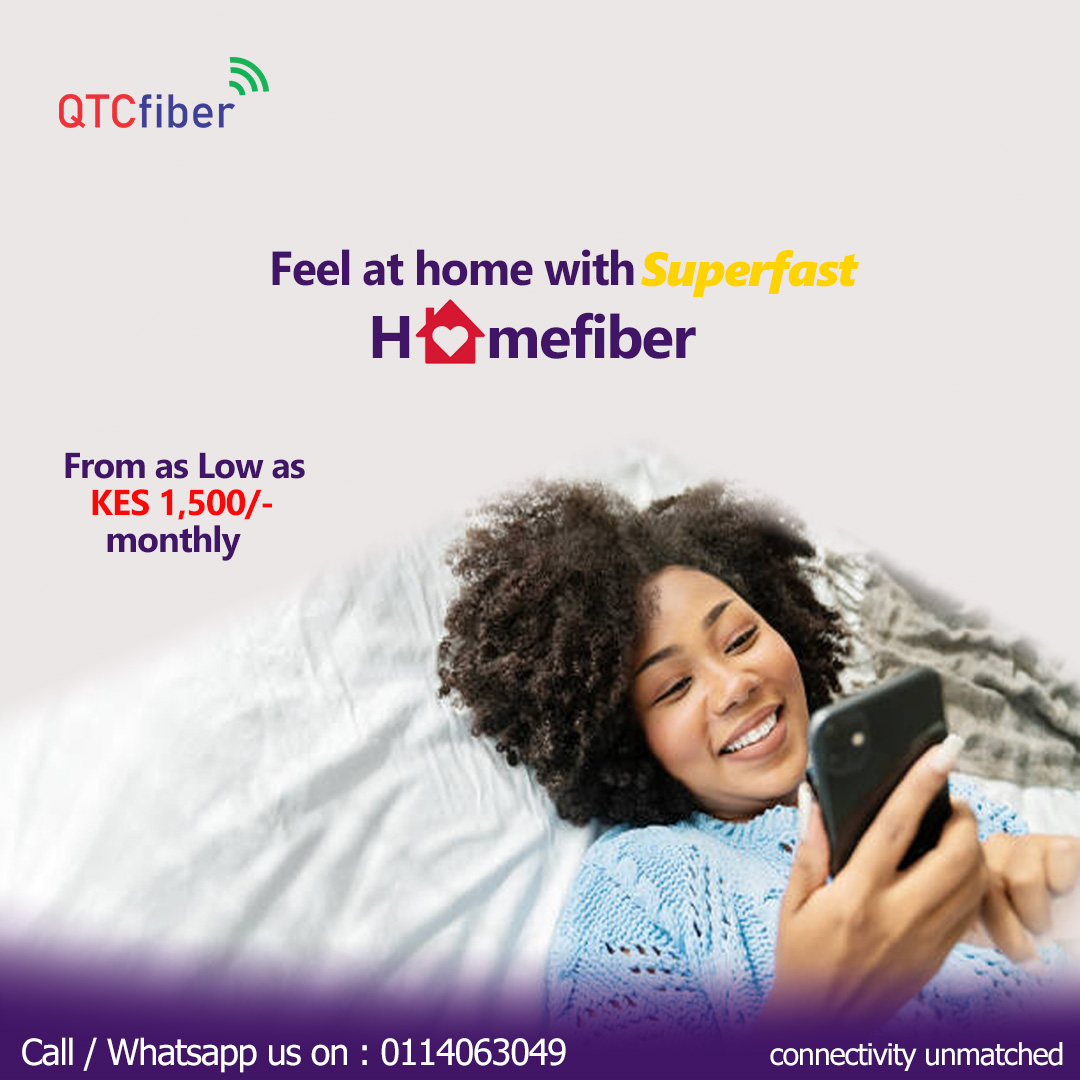 QTCfiber
Feel at home with Superfast
Homefiber
From as Low as
KES 1,500/-
monthly
Call / Whatsapp us on : 0114063049
connectivity unmatched